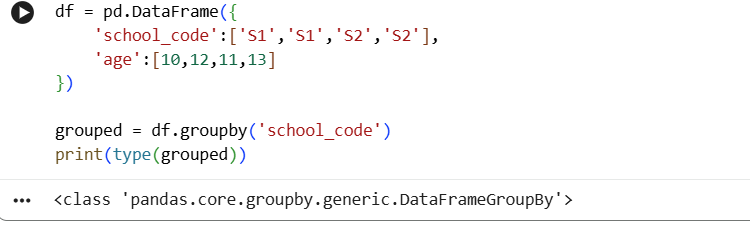 df = pd.DataFrame({
    'school_code':['S1','S1','S2','S2'],
    'age':[10,12,11,13]
})

grouped = df.groupby('school_code')
print(type(grouped))
<class 'pandas.core.groupby.generic.DataFrameGroupBy'>